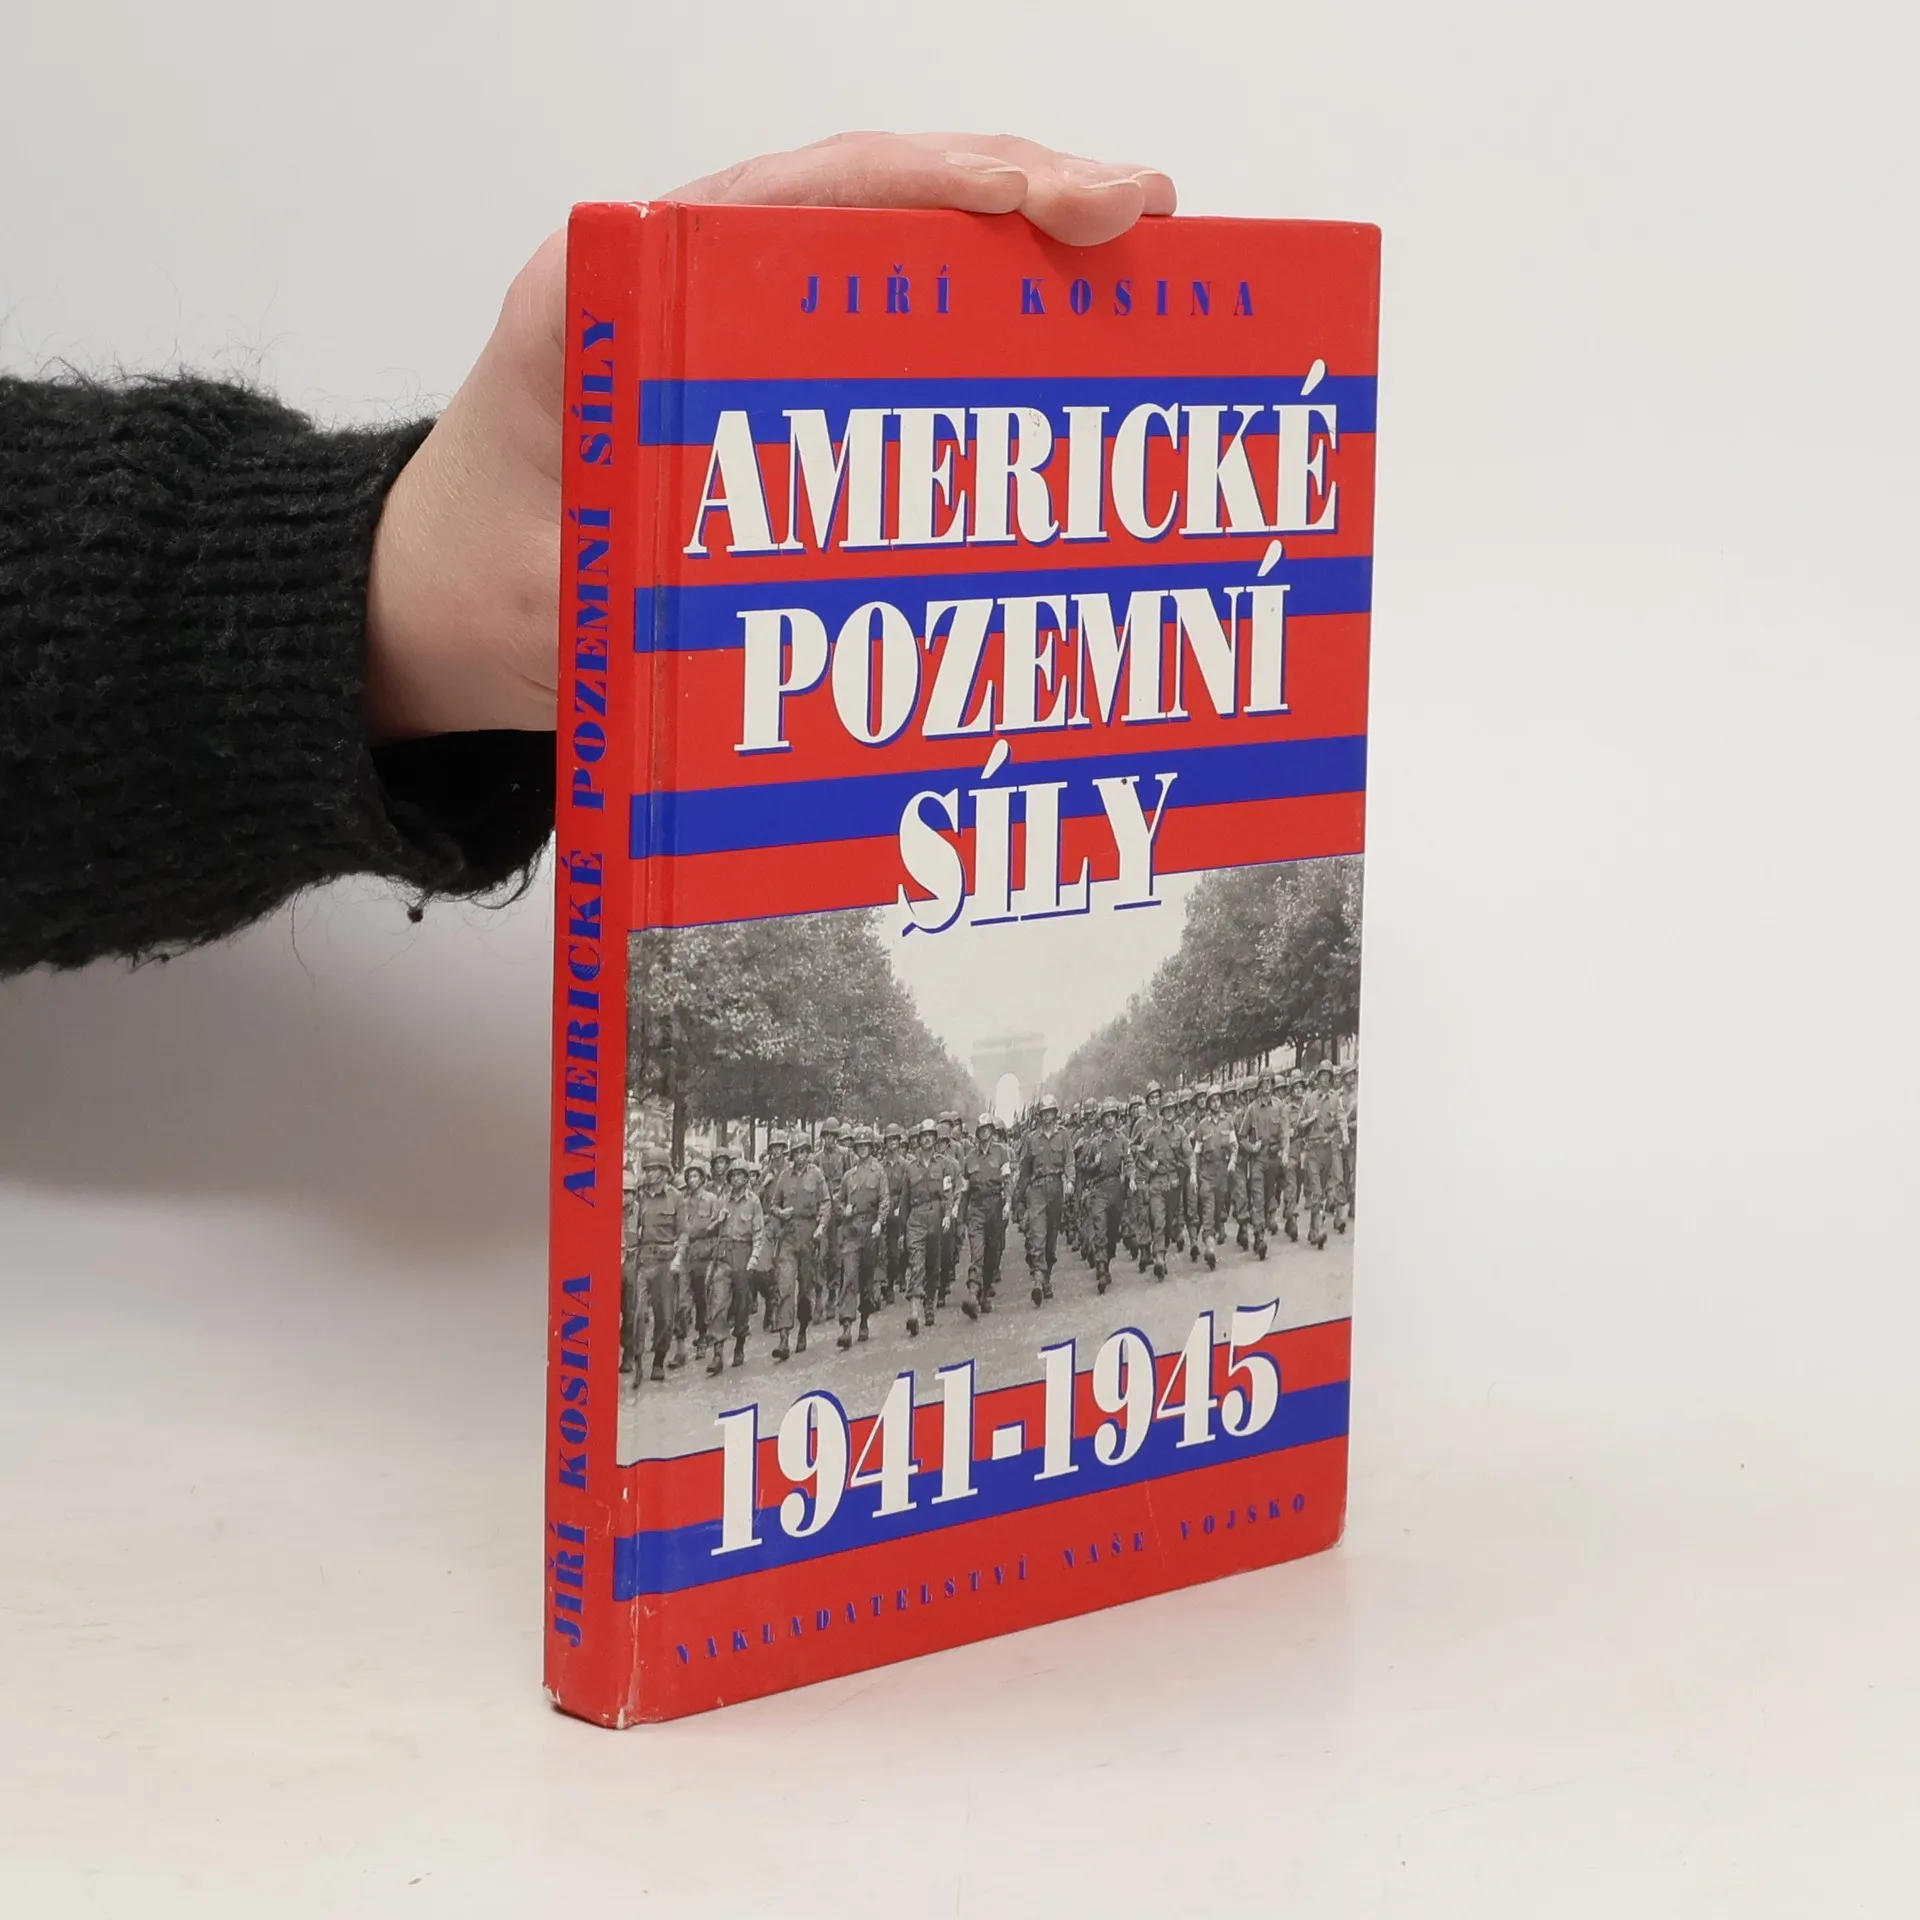 JIŘÍ KOSINA
AMERICKÉ
POZEMNÍ
SÍLY
1941-1945
NAKLADATELSTVÍ NAŠE VOJSKO
JIŘÍ KOSINA AMERICKÉ POZEMNÍ SÍLY